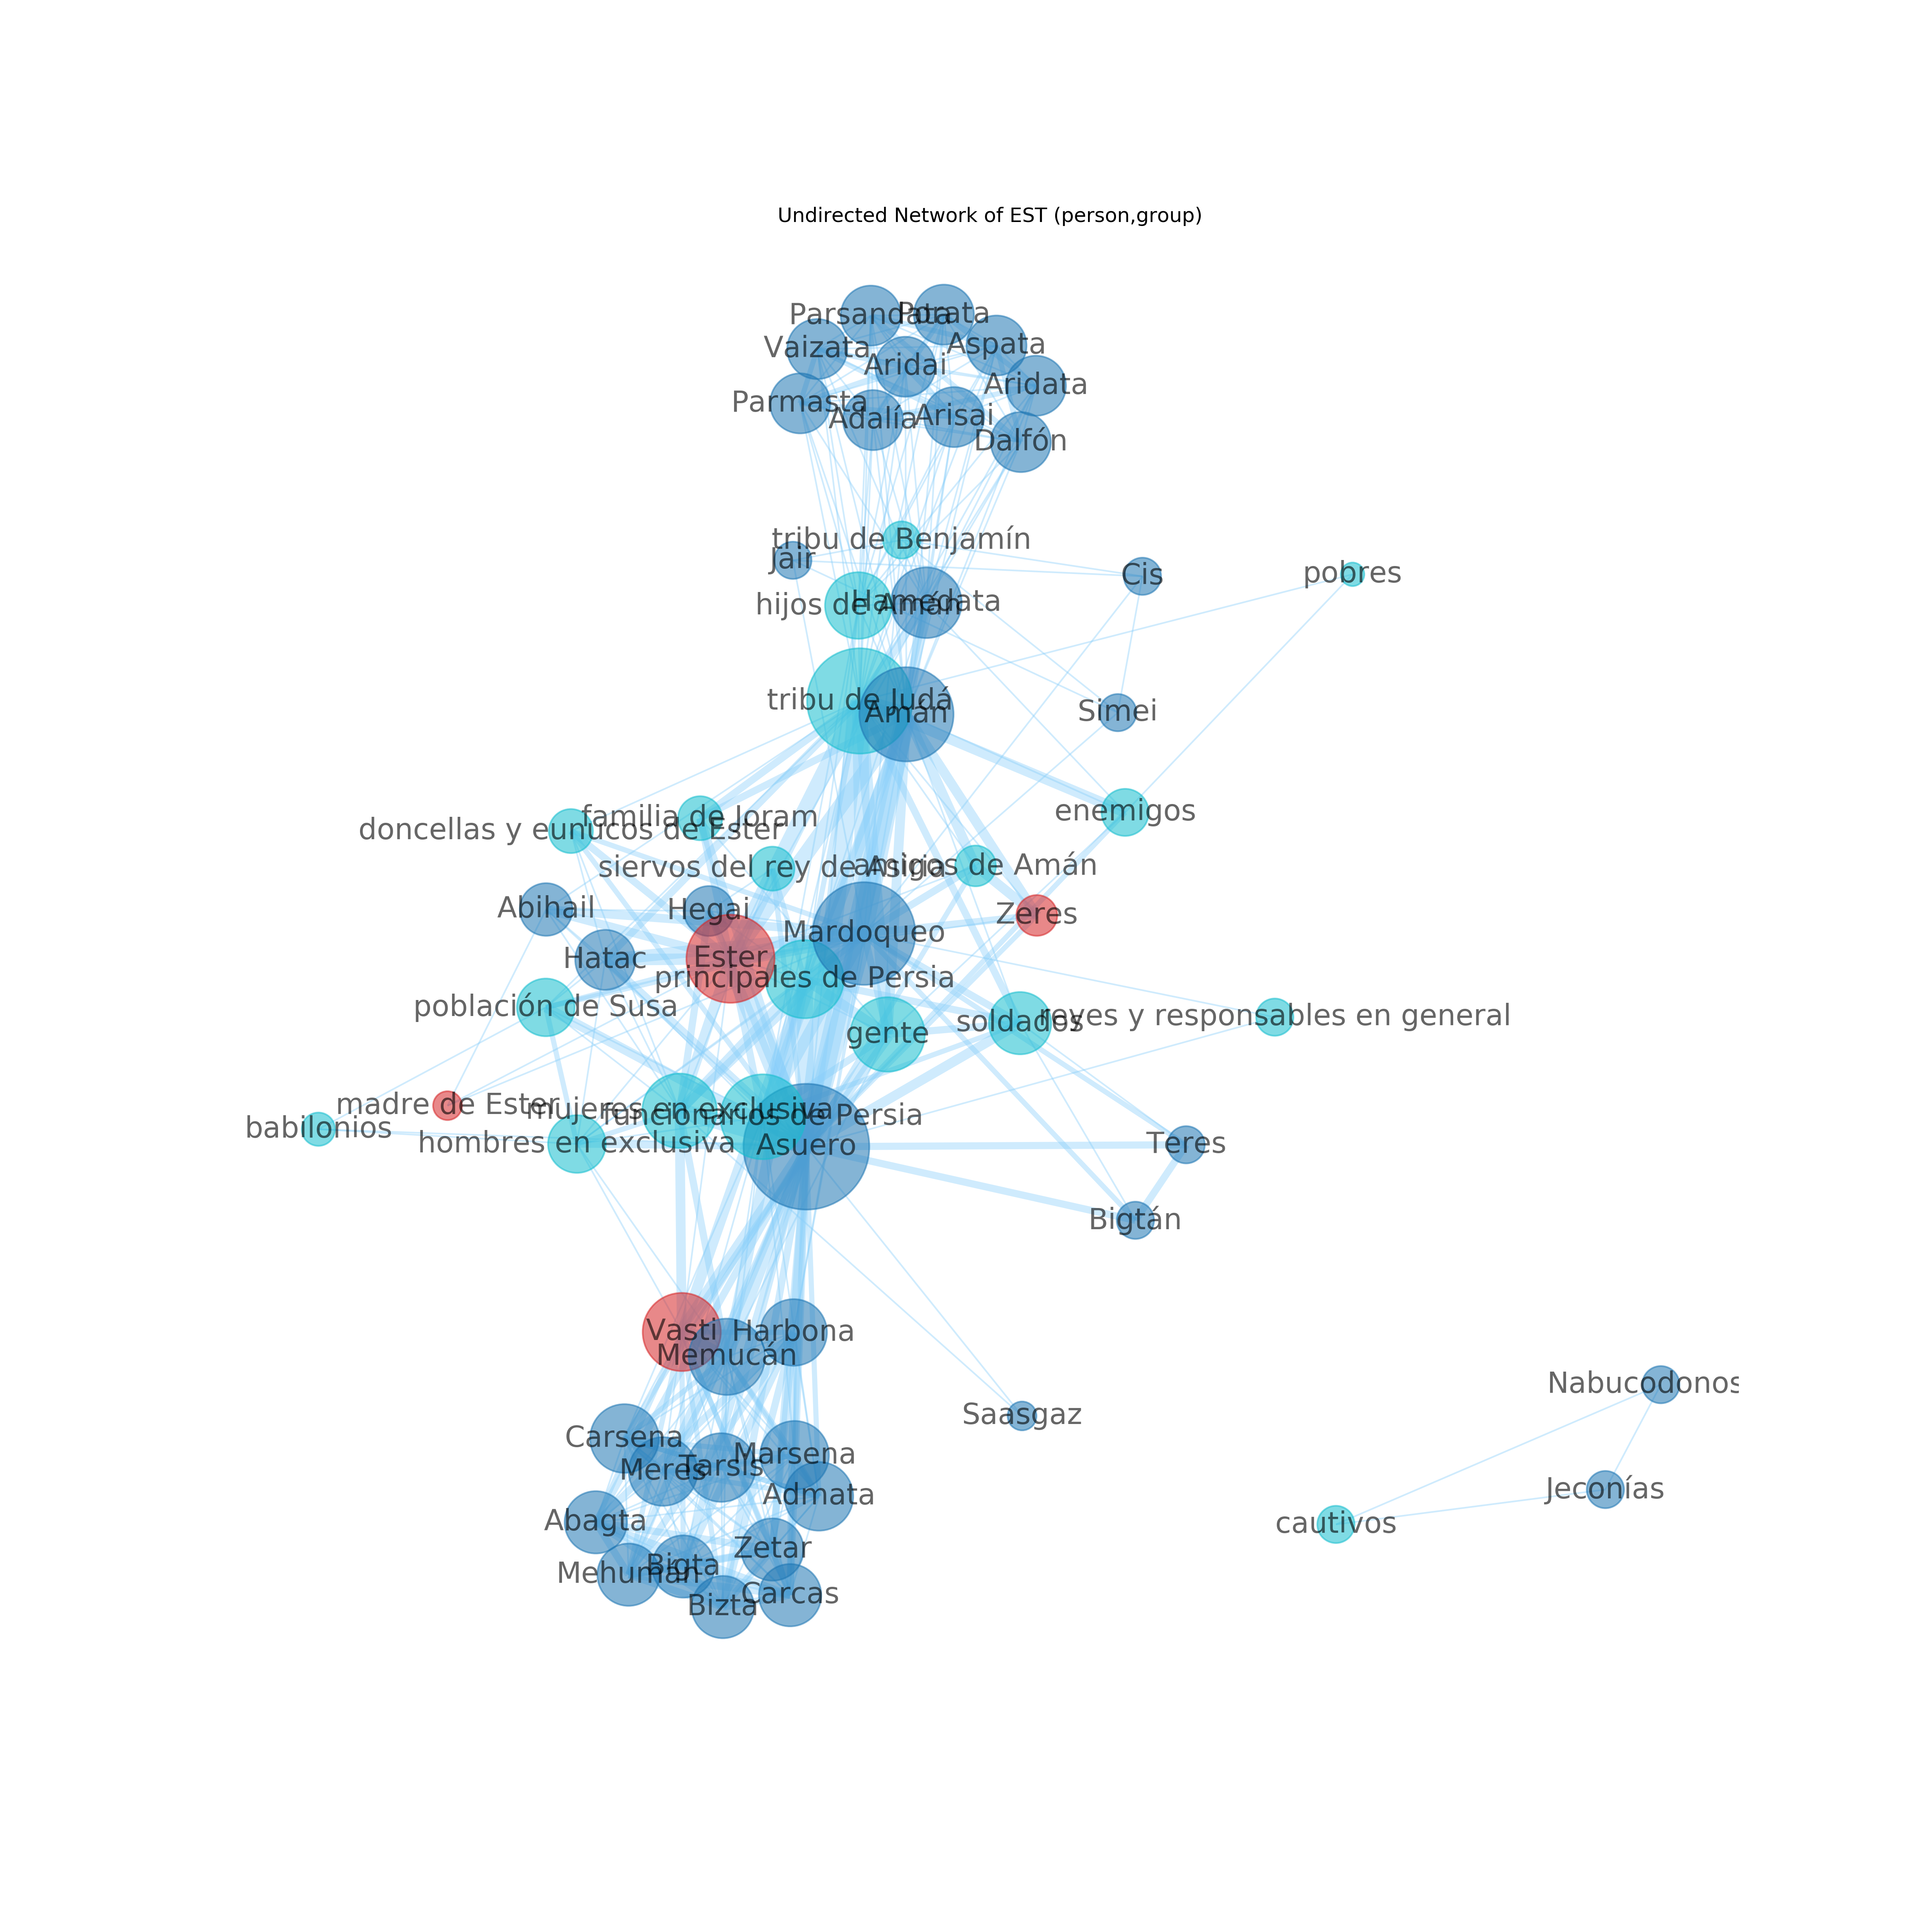 Undirected Network of EST (person,group)
Parsandata
Porata
Vaizata
Aspata
Aridai
Aridata
Parmasta
Adalía
Arisai
Dalfón
tribu de Benjamín
Jair
Cis
pobres
hijos de Amán
Hamedata
tribu de Judá
Amán
Simei
enemigos
familia de Joram
doncellas y eunucos de Ester
siervos del rey de Asiria
amigos de Amán
Abihail
Hegai
Zeres
Mardoqueo
Ester
Hatac
principales de Persia
población de Susa
gente
soldados
reyes y responsables en general
madre de Ester
mujeres en exclusiva
funcionarios de Persia
babilonios
hombres en exclusiva
Asuero
Teres
Bigtán
Vasti
Harbona
Memucán
Nabucodonos
Saasgaz
Carsena
Marsena
Meres
Tarsis
Admata
Jeconías
Abagta
cautivos
Zetar
Mehumán
Bigta
Carcas
Bizta